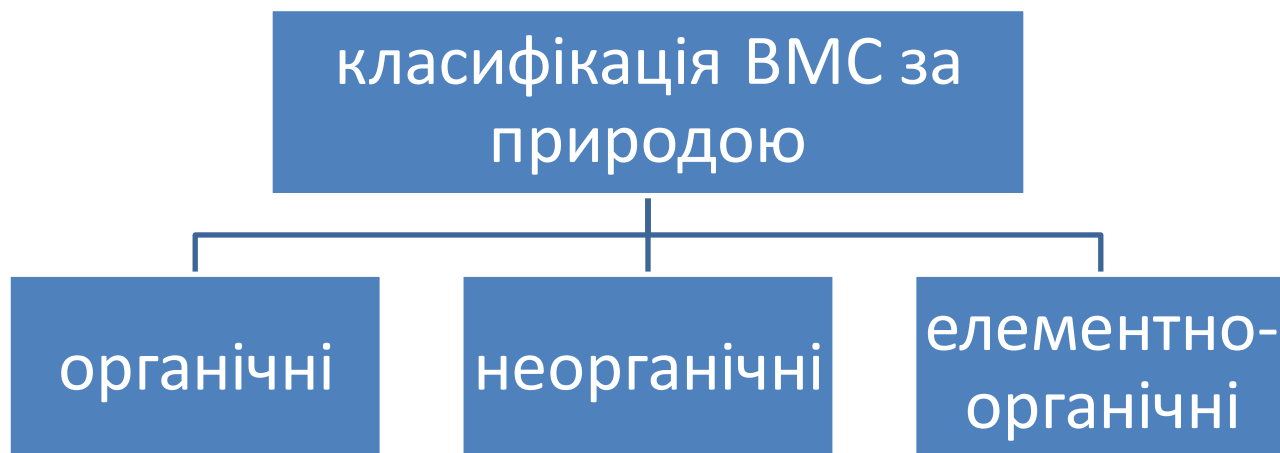 класифікація ВМС за
природою
органічні
неорганічні
елементно-
органічні